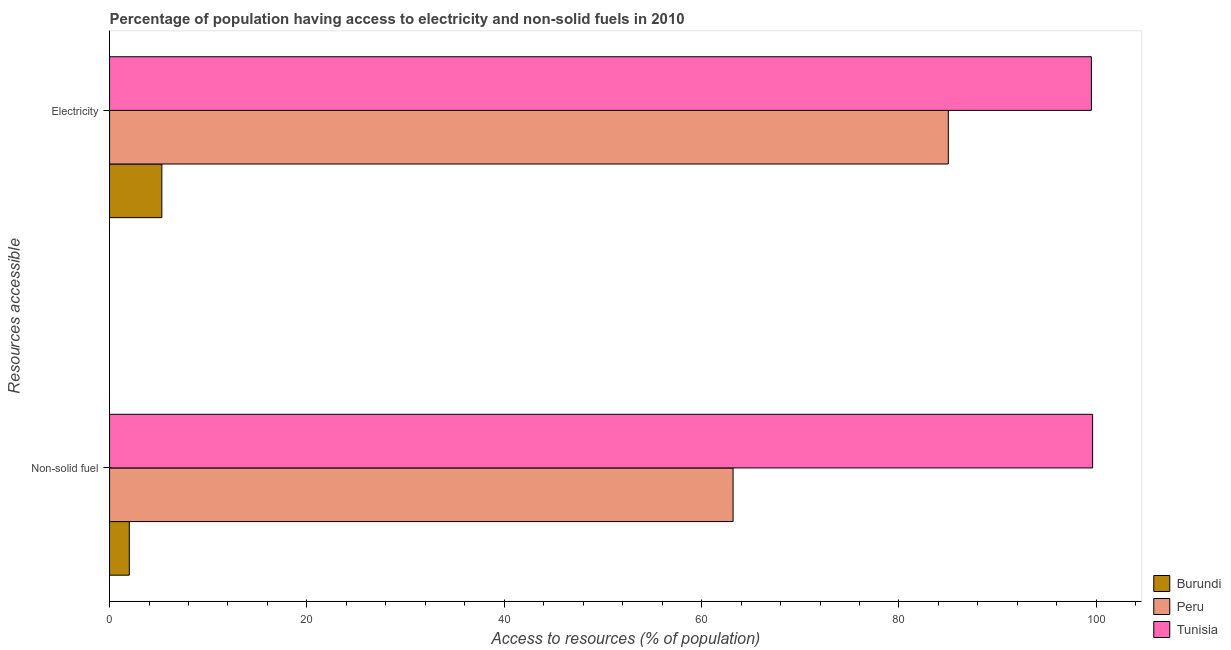 Percentage of population having access to electricity and non-solid fuels in 2010
Resources accessible
Electricity
Non-solid fuel
0
20
40
60
80
100
Access to resources (% of population)
Burundi
Peru
Tunisia